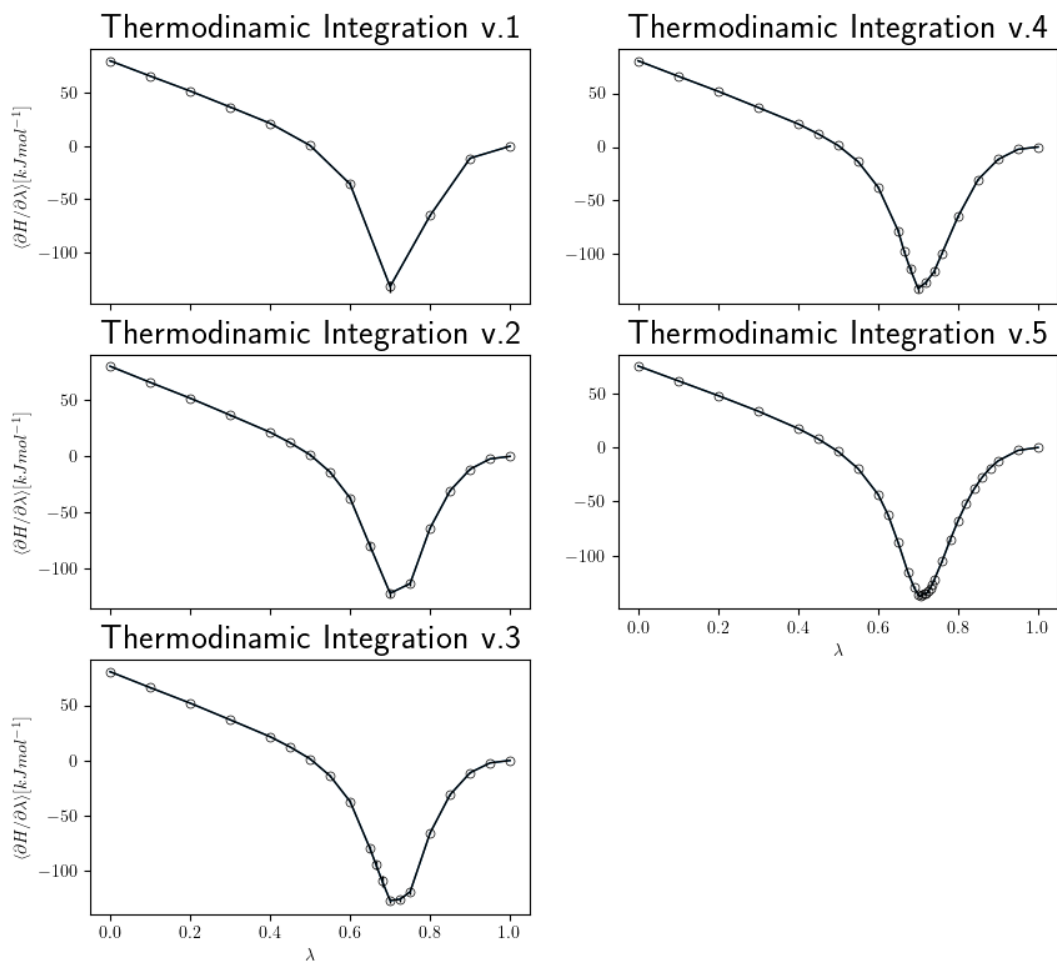 Thermodinamic Integration v.1
50
0
−50
−100
⟨∂H/∂λ⟩[kJmol⁻¹]
Thermodinamic Integration v.4
50
0
−50
−100
Thermodinamic Integration v.2
50
0
−50
−100
⟨∂H/∂λ⟩[kJmol⁻¹]
Thermodinamic Integration v.5
50
0
−50
−100
0.0 0.2 0.4 0.6 0.8 1.0
λ
Thermodinamic Integration v.3
50
0
−50
−100
⟨∂H/∂λ⟩[kJmol⁻¹]
0.0 0.2 0.4 0.6 0.8 1.0
λ